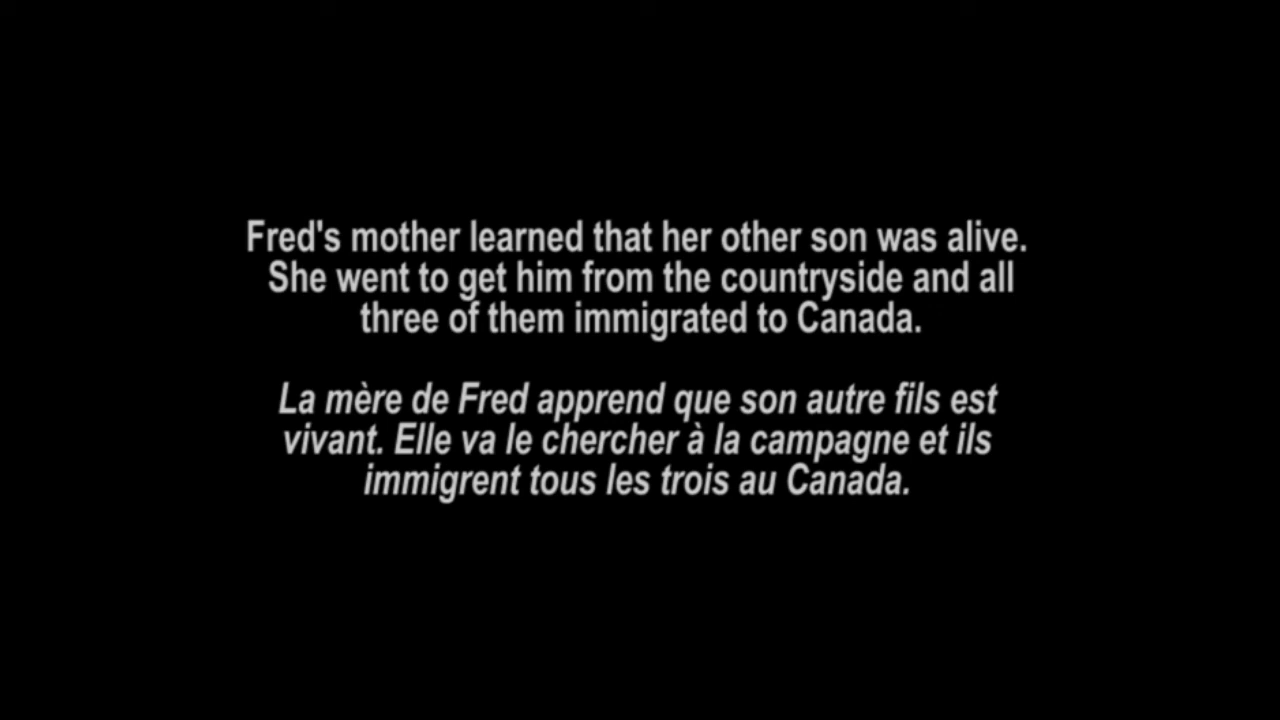 Fred's mother learned that her other son was alive.
She went to get him from the countryside and all
three of them immigrated to Canada.
La mère de Fred apprend que son autre fils est
vivant. Elle va le chercher à la campagne et ils
immigrent tous les trois au Canada.